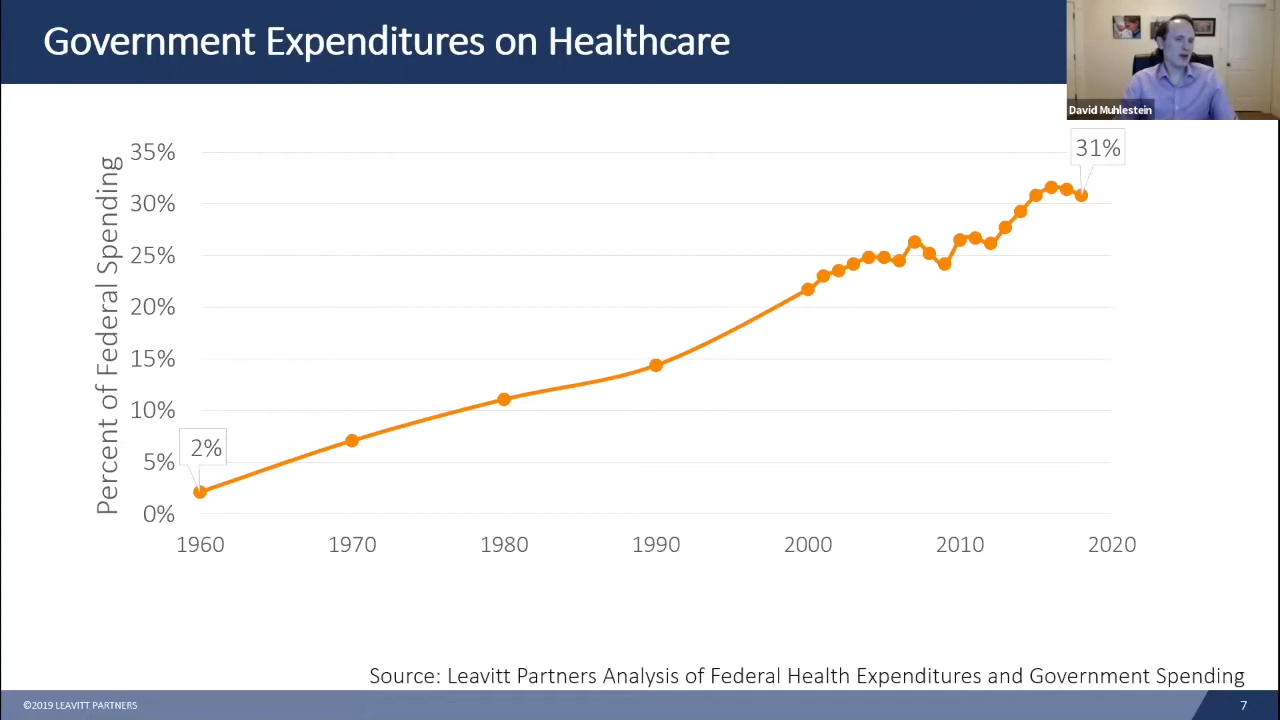 Government Expenditures on Healthcare
David Muhlestein
Percent of Federal Spending
35%
30%
25%
20%
15%
10%
5%
0%
2%
31%
1960 1970 1980 1990 2000 2010 2020
Source: Leavitt Partners Analysis of Federal Health Expenditures and Government Spending
©2019 LEAVITT PARTNERS
7